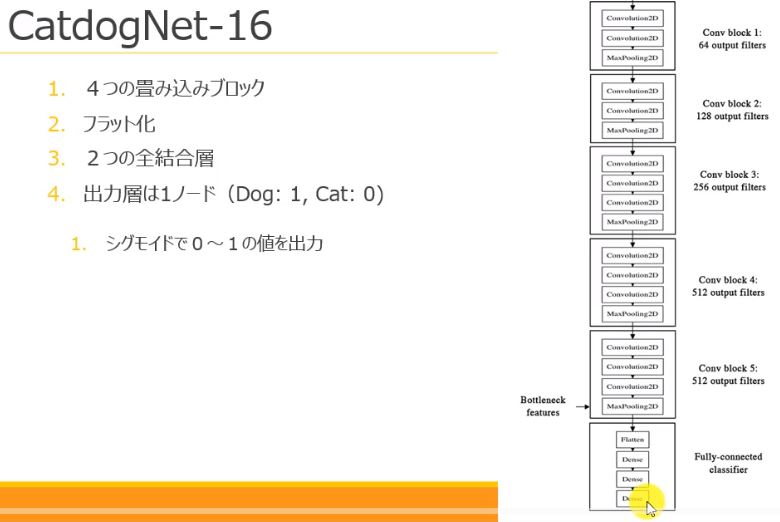 CatdogNet-16
1. 4つの畳み込みブロック
2. フラット化
3. 2つの全結合層
4. 出力層は1ノード（Dog: 1, Cat: 0)
1. シグモイドで0～1の値を出力
Convolution2D
Convolution2D
MaxPooling2D
Conv block 1:
64 output filters
Convolution2D
Convolution2D
MaxPooling2D
Conv block 2:
128 output filters
Convolution2D
Convolution2D
Convolution2D
MaxPooling2D
Conv block 3:
256 output filters
Convolution2D
Convolution2D
Convolution2D
MaxPooling2D
Conv block 4:
512 output filters
Convolution2D
Convolution2D
Convolution2D
MaxPooling2D
Conv block 5:
512 output filters
Bottleneck
features
Flatten
Dense
Dense
Dense
Fully-connected
classifier